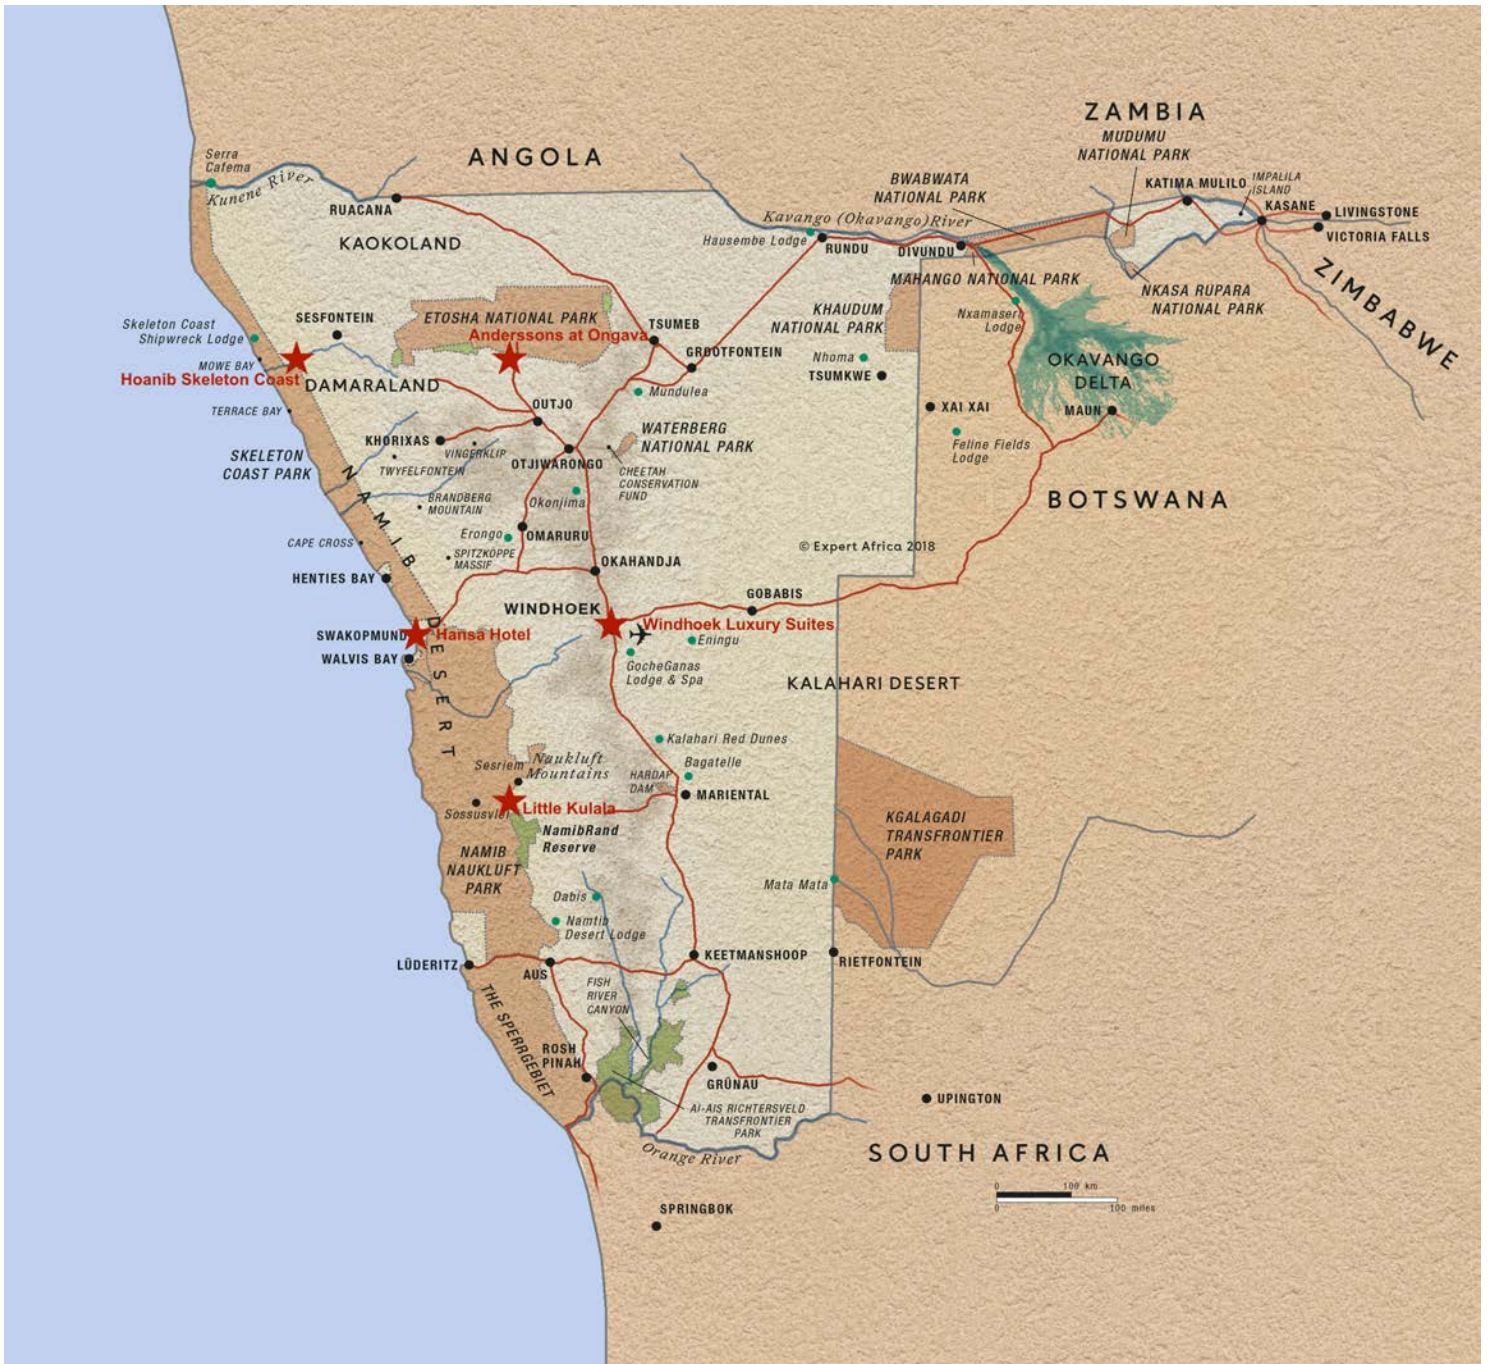 ZAMBIA
MUDUMU
NATIONAL PARK
ANGOLA
Serra
Cafema
Kunene River
RUACANA
KAOKOLAND
BWABWATA
NATIONAL PARK
KATIMA MULILO
IMPALILA
ISLAND
KASANE
LIVINGSTONE
VICTORIA FALLS
Kavango (Okavango) River
Hausembe Lodge
RUNDU
DIVUNDU
MAHANGO NATIONAL PARK
NKASA RUPARA
NATIONAL PARK
ZIMBABWE
KHAUDUM
NATIONAL PARK
Nxamaseri
Lodge
ETOSHA NATIONAL PARK
Anderssons at Ongava
TSUMEB
GROOTFONTEIN
SESFONTEIN
Skeleton Coast
Shipwreck Lodge
MOWE BAY
Hoanib Skeleton Coast
DAMARALAND
TERRACE BAY
Nhoma
TSUMKWE
OKAVANGO
DELTA
MAUN
XAI XAI
Feline Fields
Lodge
Mundulea
OUTJO
KHORIXAS
VINGERKLIP
TWYFELFONTEIN
OTJIWARONGO
WATERBERG
NATIONAL PARK
CHEETAH
CONSERVATION
FUND
SKELETON
COAST PARK
NAMIB
DESERT
BRANDBERG
MOUNTAIN
Okonjima
Erongo
OMARURU
SPITZKOPPE
MASSIF
CAPE CROSS
HENTIES BAY
OKAHANDJA
BOTSWANA
© Expert Africa 2018
GOBABIS
WINDHOEK
Windhoek Luxury Suites
SWAKOPMUND
Hansa Hotel
WALVIS BAY
Eningu
GocheGanas
Lodge & Spa
KALAHARI DESERT
Kalahari Red Dunes
Bagatelle
HARDAP
DAM
MARIENTAL
Sesriem
Naukluft
Mountains
Sossusvlei
Little Kulala
NamibRand
Reserve
NAMIB
NAUKLUFT
PARK
KGALAGADI
TRANSFRONTIER
PARK
Mata Mata
Dabis
Namtib
Desert Lodge
LÜDERITZ
AUS
KEETMANSHOOP
RIETFONTEIN
FISH
RIVER
CANYON
THE SPERRGEBIET
ROSH
PINAH
GRÜNAU
AI-AIS RICHTERSVELD
TRANSFRONTIER
PARK
UPINGTON
Orange River
SOUTH AFRICA
0 100 km
0 100 miles
SPRINGBOK